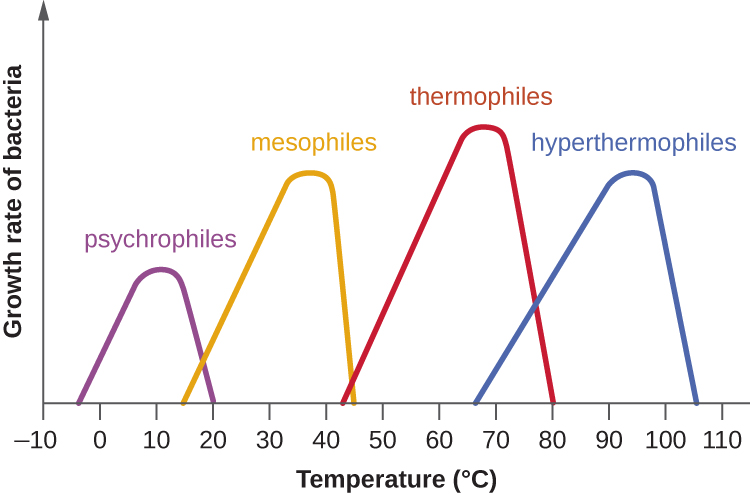 thermophiles
mesophiles
hyperthermophiles
psychrophiles
Growth rate of bacteria
–10 0 10 20 30 40 50 60 70 80 90 100 110
Temperature (°C)